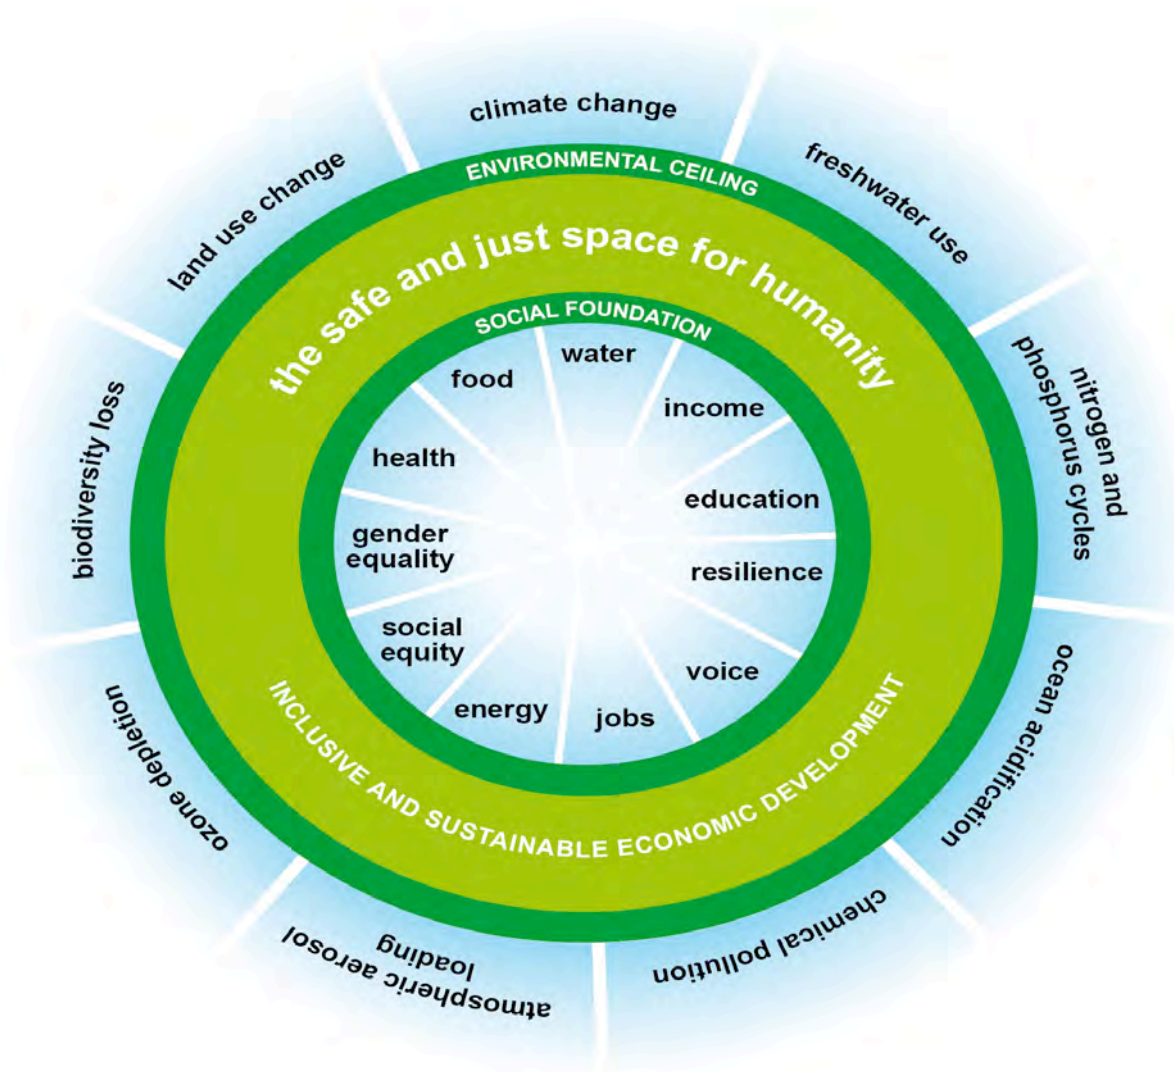 climate change
freshwater use
nitrogen and
phosphorus cycles
ocean acidification
chemical pollution
atmospheric aerosol
loading
ozone depletion
biodiversity loss
land use change
ENVIRONMENTAL CEILING
the safe and just space for humanity
SOCIAL FOUNDATION
water
income
education
resilience
voice
jobs
energy
social
equity
gender
equality
health
food
INCLUSIVE AND SUSTAINABLE ECONOMIC DEVELOPMENT